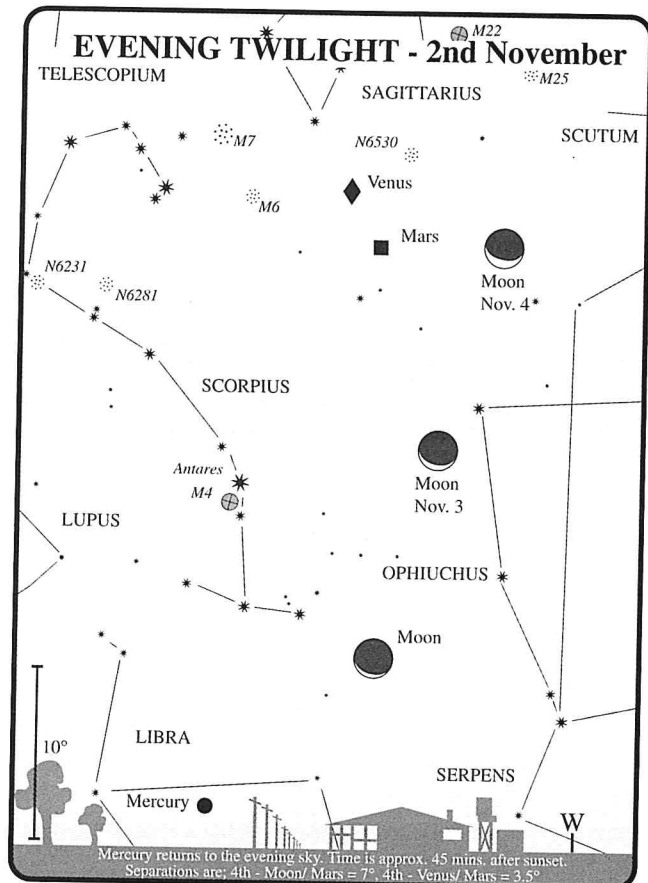 M22
EVENING TWILIGHT - 2nd November
TELESCOPIUM
M25
SAGITTARIUS
SCUTUM
M7
N6530
Venus
M6
Mars
N6231
N6281
Moon
Nov. 4
SCORPIUS
Antares
M4
Moon
Nov. 3
LUPUS
OPHIUCHUS
Moon
LIBRA
10°
SERPENS
Mercury
W
Mercury returns to the evening sky. Time is approx. 45 mins. after sunset.
Separations are; 4th - Moon/ Mars = 7°, 4th - Venus/ Mars = 3.5°